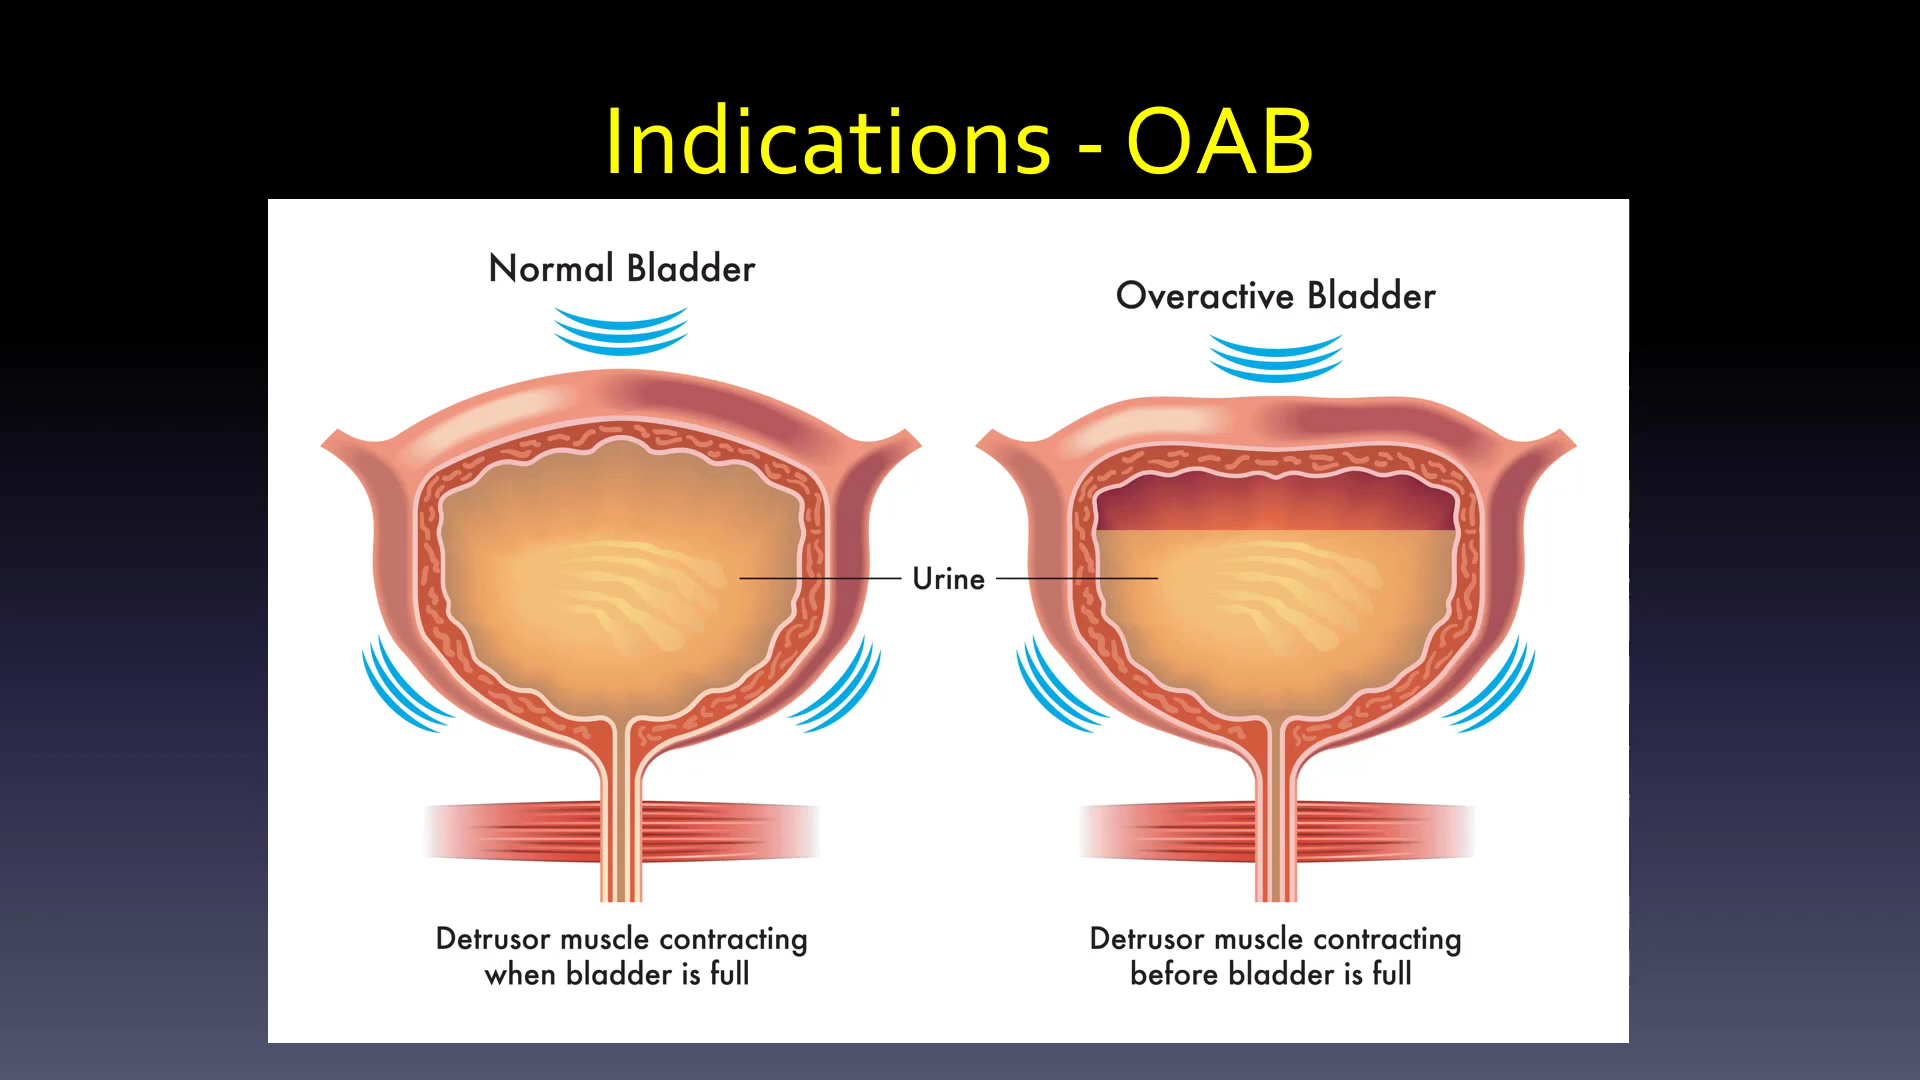 Indications - OAB
Normal Bladder
Overactive Bladder
Urine
Detrusor muscle contracting
when bladder is full
Detrusor muscle contracting
before bladder is full